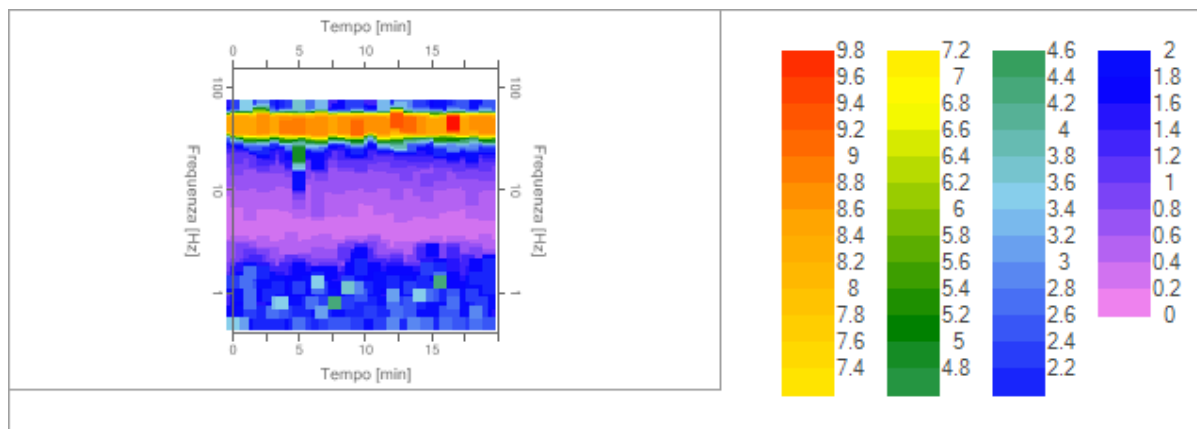 Tempo [min]
0 5 10 15
100 100
10 10
1 1
Frequenza [Hz] Frequenza [Hz]
0 5 10 15
Tempo [min]
9.8 7.2 4.6 2
9.6 7 4.4 1.8
9.4 6.8 4.2 1.6
9.2 6.6 4 1.4
9 6.4 3.8 1.2
8.8 6.2 3.6 1
8.6 6 3.4 0.8
8.4 5.8 3.2 0.6
8.2 5.6 3 0.4
8 5.4 2.8 0.2
7.8 5.2 2.6 0
7.6 5 2.4
7.4 4.8 2.2